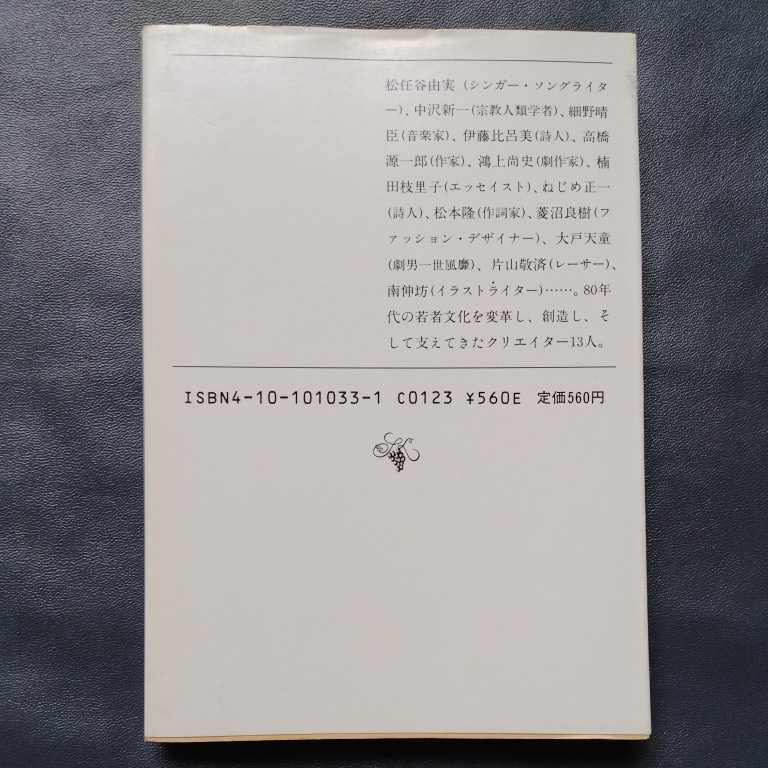 松任谷由実(シンガー・ソングライタ
ー)、中沢新一(宗教人類学者)、細野晴
臣(音楽家)、伊藤比呂美(詩人)、高橋
源一郎(作家)、鴻上尚史(劇作家)、楠
田枝里子(エッセイスト)、ねじめ正一
(詩人)、松本隆(作詞家)、菱沼良樹(フ
ァッション・デザイナー)、大戸天童
(劇男一世風靡)、片山敬済(レーサー)、
南伸坊(イラストライター)……。80年
代の若者文化を変革し、創造し、そ
して支えてきたクリエイター13人。
ISBN4-10-101033-1 C0123 ¥560E 定価560円